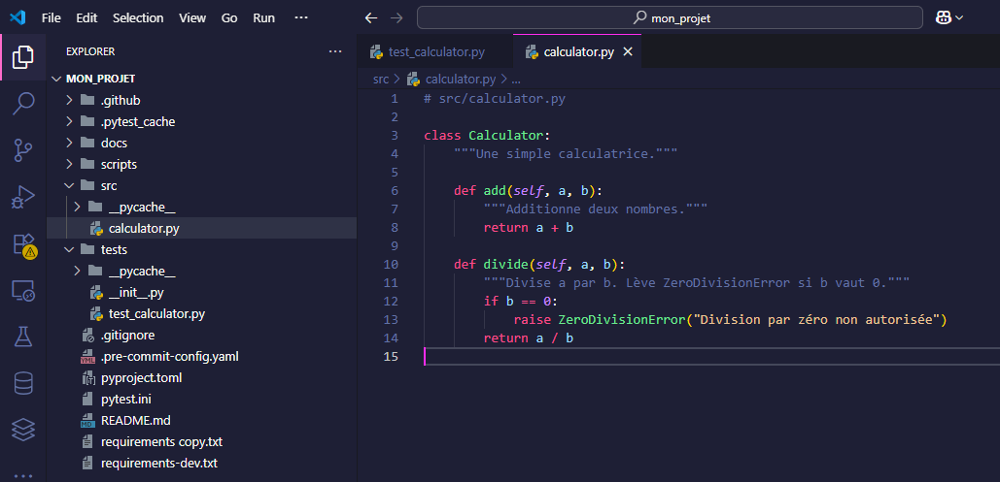 File Edit Selection View Go Run ···
mon_projet
EXPLORER ···
MON_PROJET
.github
.pytest_cache
docs
scripts
src
__pycache__
calculator.py
tests
__pycache__
__init__.py
test_calculator.py
.gitignore
.pre-commit-config.yaml
pyproject.toml
pytest.ini
README.md
requirements copy.txt
requirements-dev.txt
test_calculator.py calculator.py
src > calculator.py > ...
1 # src/calculator.py
2
3 class Calculator:
4 """Une simple calculatrice."""
5
6 def add(self, a, b):
7 """Additionne deux nombres."""
8 return a + b
9
10 def divide(self, a, b):
11 """Divise a par b. Lève ZeroDivisionError si b vaut 0."""
12 if b == 0:
13 raise ZeroDivisionError("Division par zéro non autorisée")
14 return a / b
15